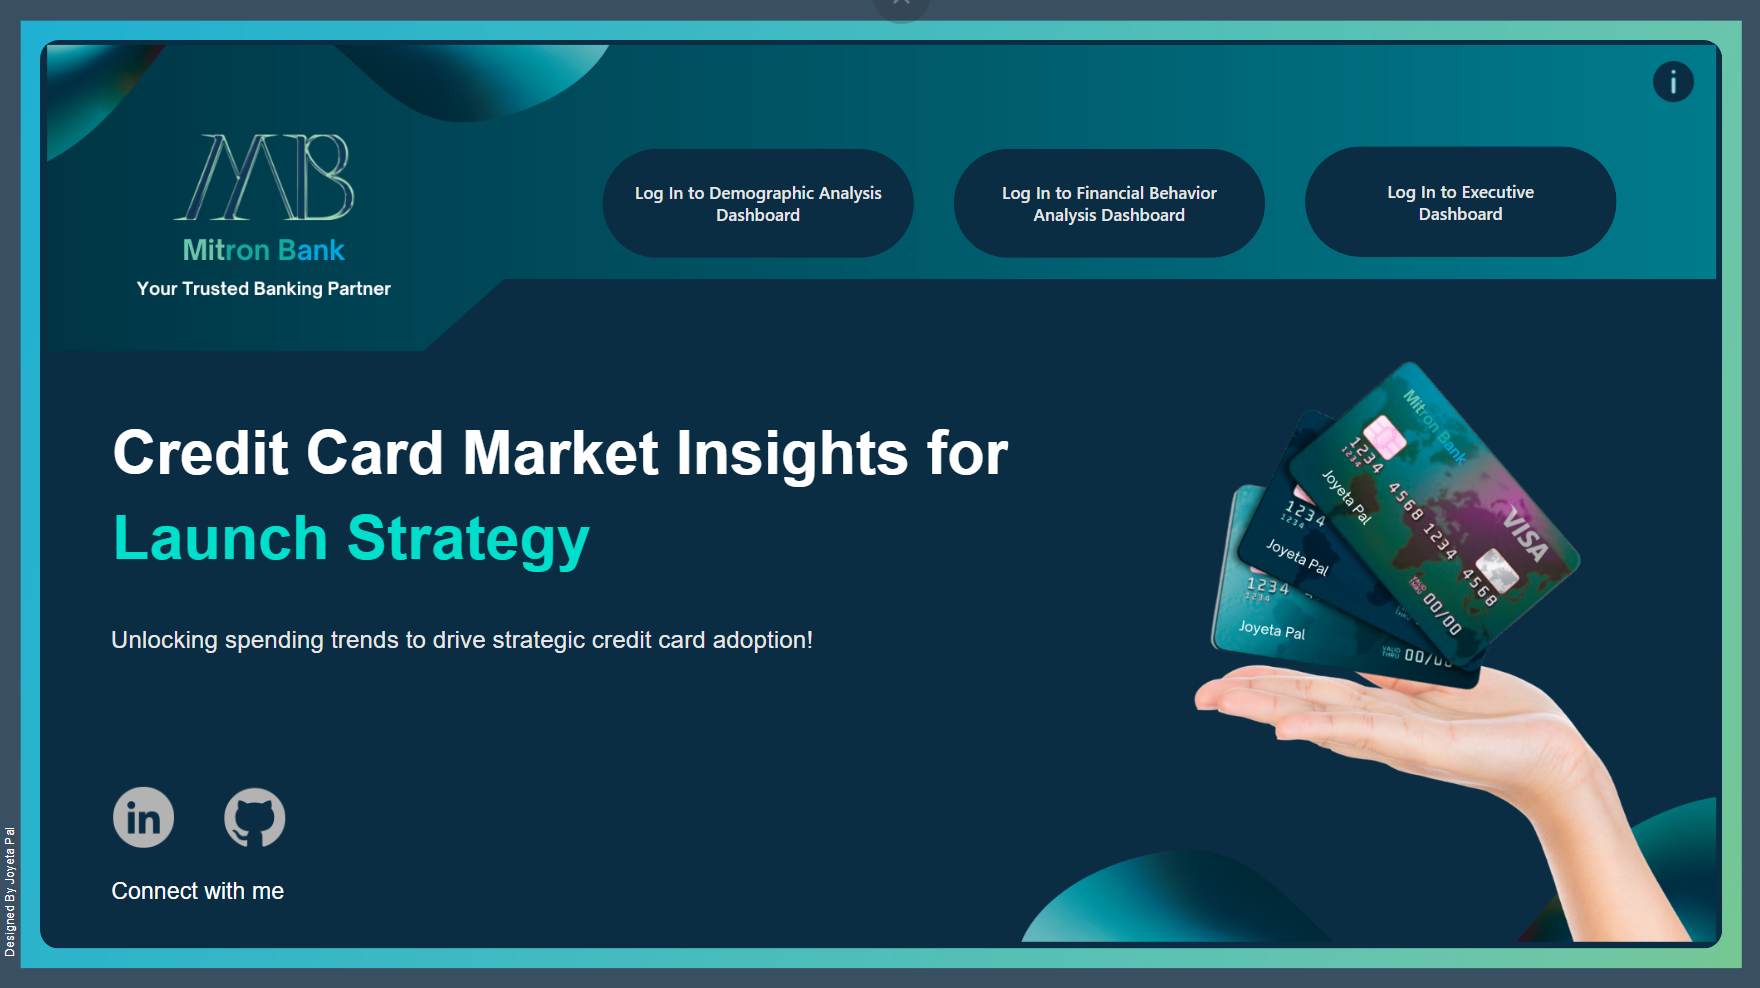 MB
Mitron Bank
Your Trusted Banking Partner
Log In to Demographic Analysis
Dashboard
Log In to Financial Behavior
Analysis Dashboard
Log In to Executive
Dashboard
i
Credit Card Market Insights for
Launch Strategy
Unlocking spending trends to drive strategic credit card adoption!
Mitron Bank
1234 4568 1234 4568
1234
Joyeta Pal
VISA
VALID
THRU
00/00
1234
1234
Joyeta Pal
1234
1234
Joyeta Pal
VALID
THRU
00/00
in
Connect with me
Designed By Joyeta Pal